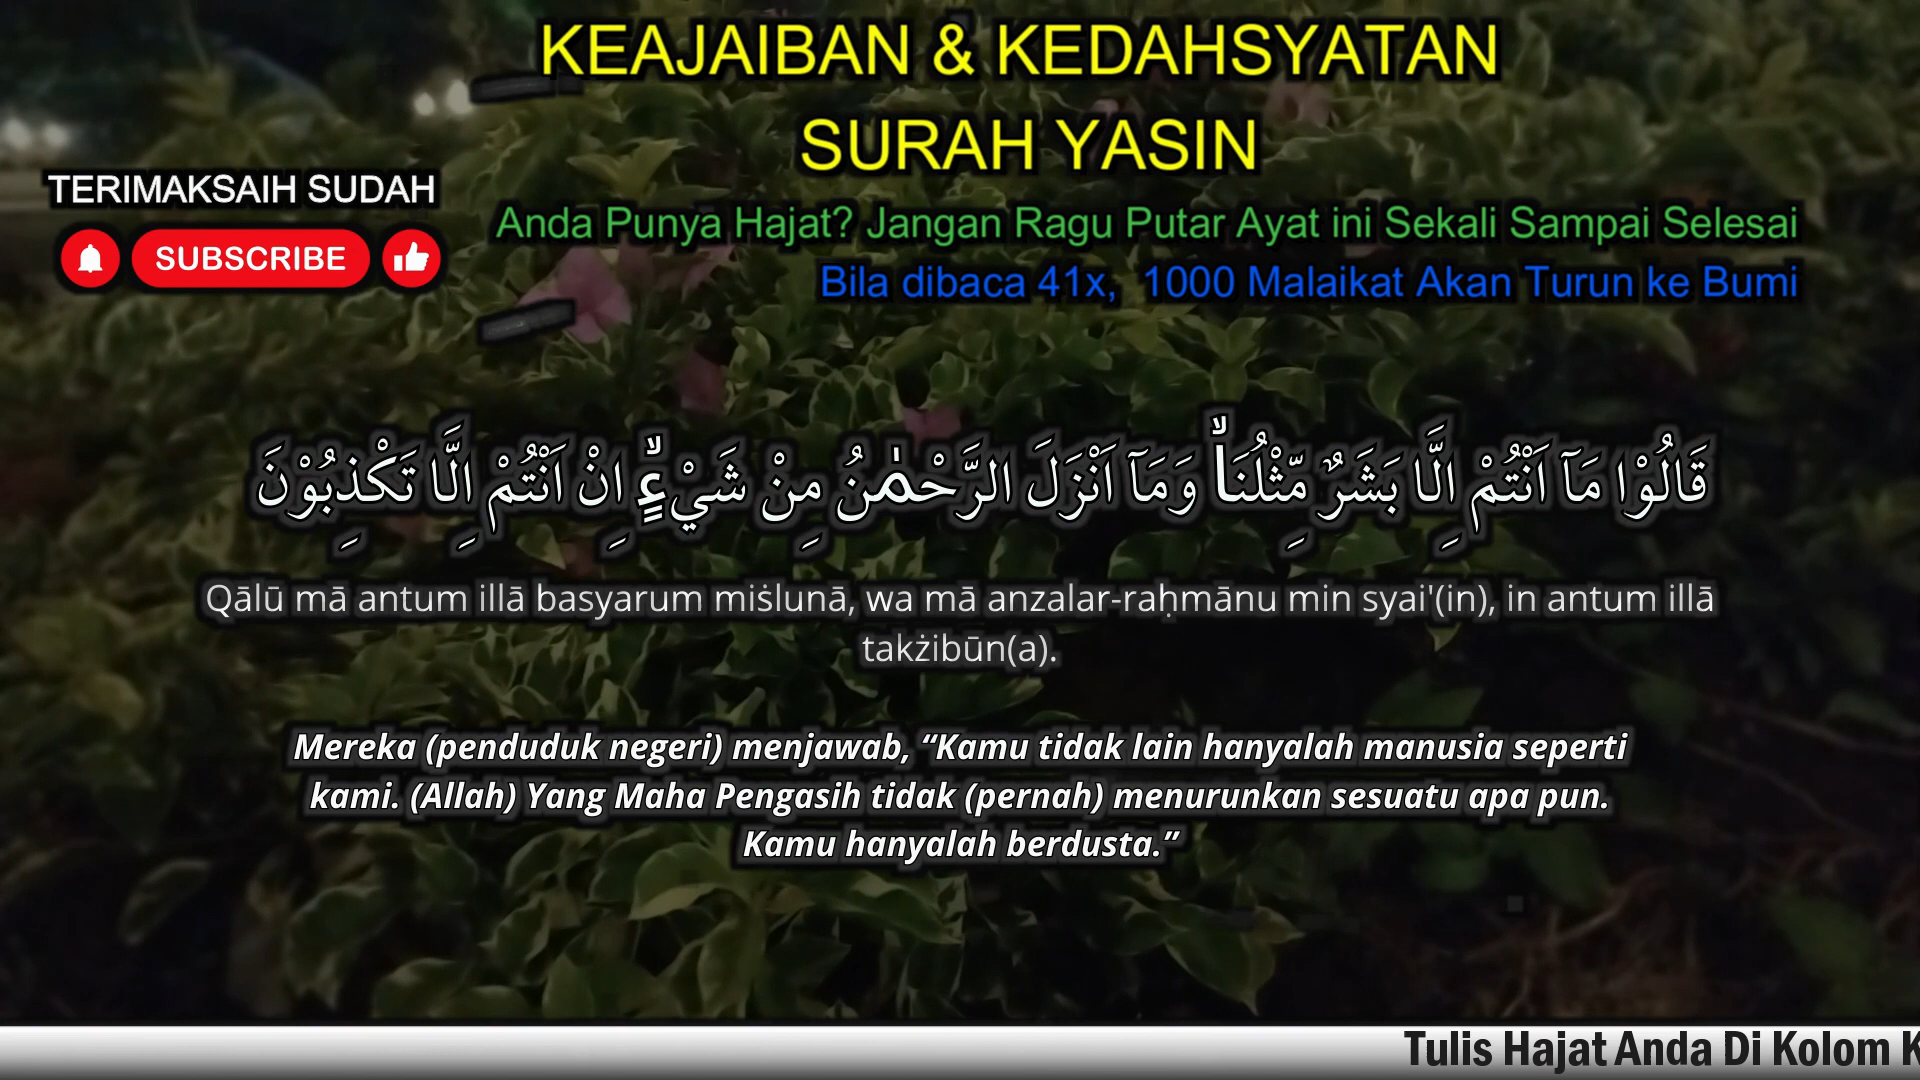 KEAJAIBAN & KEDAHSYATAN
SURAH YASIN
TERIMAKSAIH SUDAH
SUBSCRIBE
Anda Punya Hajat? Jangan Ragu Putar Ayat ini Sekali Sampai Selesai
Bila dibaca 41x, 1000 Malaikat Akan Turun ke Bumi
قَالُوْا مَآ اَنْتُمْ اِلَّا بَشَرٌ مِّثْلُنَاۙ وَمَآ اَنْزَلَ الرَّحْمٰنُ مِنْ شَيْءٍۙ اِنْ اَنْتُمْ اِلَّا تَكْذِبُوْنَ
Qālū mā antum illā basyarum miṡlunā, wa mā anzalar-raḥmānu min syai'(in), in antum illā
takżibūn(a).
Mereka (penduduk negeri) menjawab, “Kamu tidak lain hanyalah manusia seperti
kami. (Allah) Yang Maha Pengasih tidak (pernah) menurunkan sesuatu apa pun.
Kamu hanyalah berdusta.”
Tulis Hajat Anda Di Kolom K